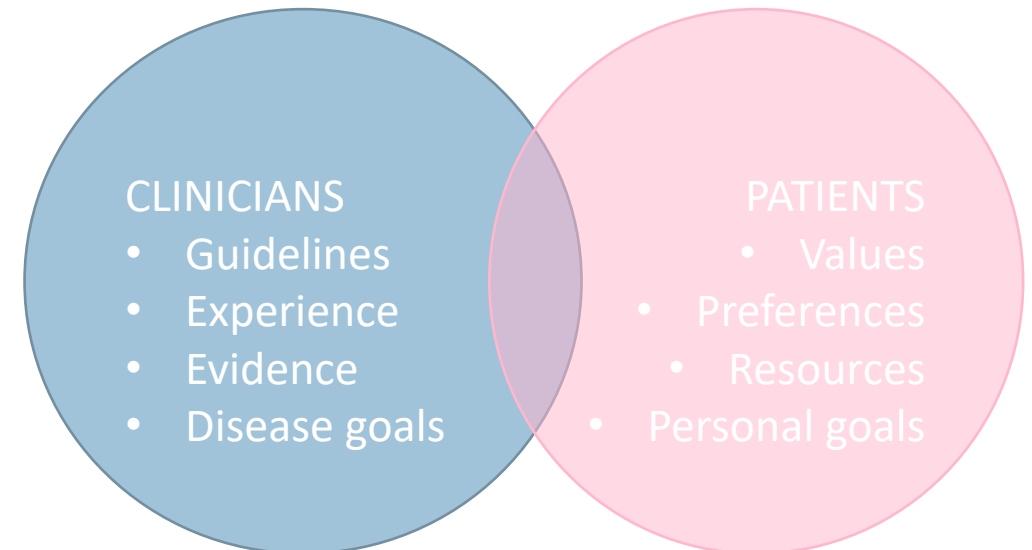 CLINICIANS
• Guidelines
• Experience
• Evidence
• Disease goals
PATIENTS
• Values
• Preferences
• Resources
• Personal goals